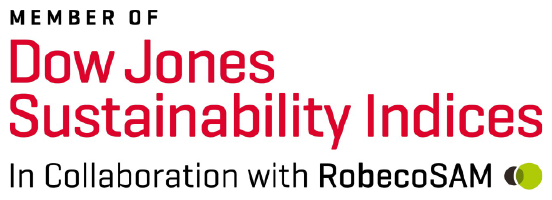 MEMBER OF
Dow Jones
Sustainability Indices
In Collaboration with RobecoSAM